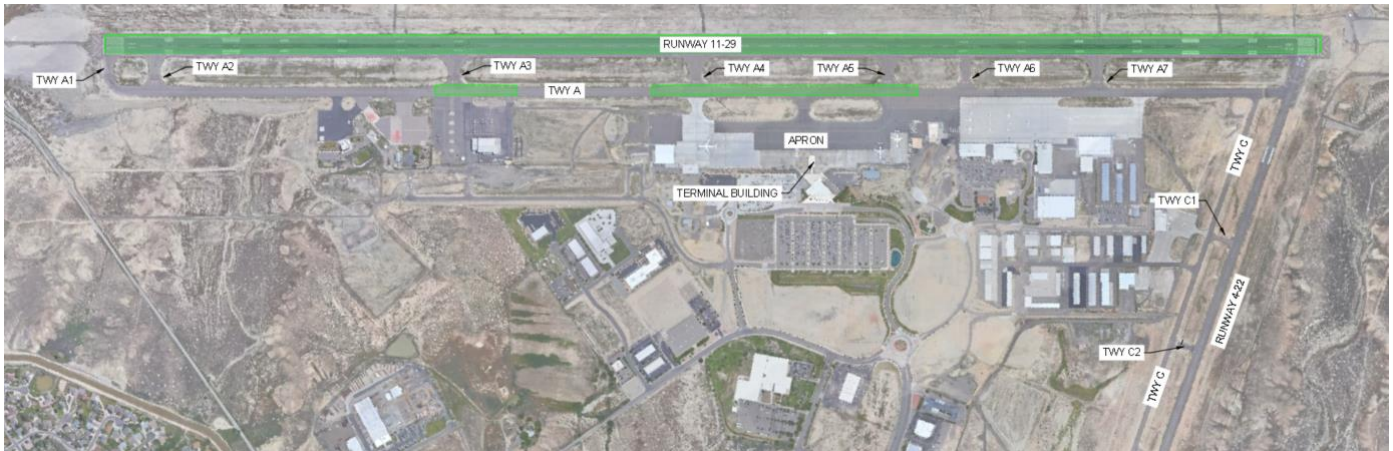 RUNWAY 11-29
TWY A1
TWY A2
TWY A3
TWY A4
TWY A5
TWY A6
TWY A7
TWY A
APRON
TERMINAL BUILDING
TWY C
TWY C1
RUNWAY 4-22
TWY C2
TWY C